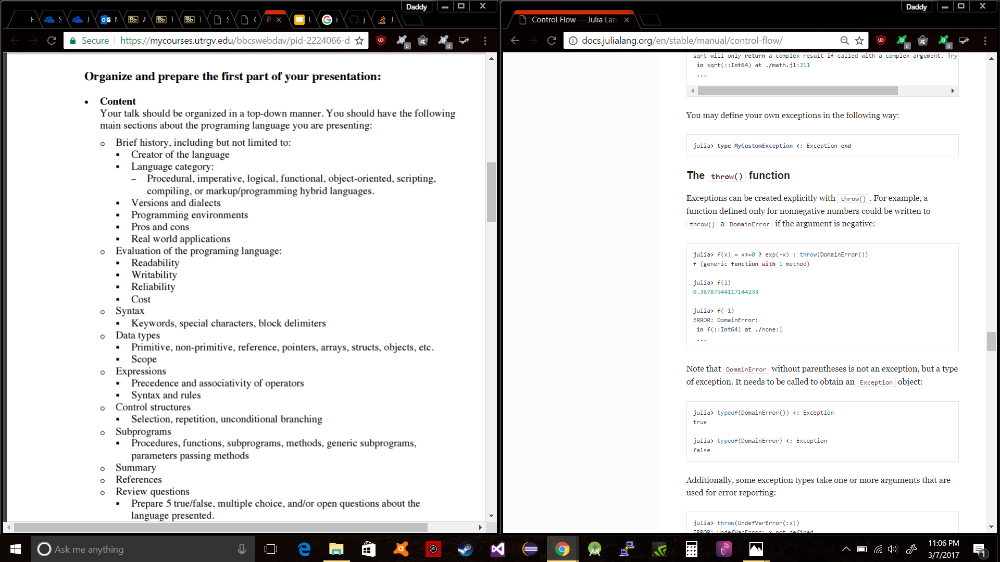 Daddy
Secure
https://mycourses.utrgv.edu/bbcswebdav/pid-2224066-d
Organize and prepare the first part of your presentation:
• Content
Your talk should be organized in a top-down manner. You should have the following
main sections about the programing language you are presenting:
o Brief history, including but not limited to:
▪ Creator of the language
▪ Language category:
– Procedural, imperative, logical, functional, object-oriented, scripting,
compiling, or markup/programming hybrid languages.
▪ Versions and dialects
▪ Programming environments
▪ Pros and cons
▪ Real world applications
o Evaluation of the programing language:
▪ Readability
▪ Writability
▪ Reliability
▪ Cost
o Syntax
▪ Keywords, special characters, block delimiters
o Data types
▪ Primitive, non-primitive, reference, pointers, arrays, structs, objects, etc.
▪ Scope
o Expressions
▪ Precedence and associativity of operators
▪ Syntax and rules
o Control structures
▪ Selection, repetition, unconditional branching
o Subprograms
▪ Procedures, functions, subprograms, methods, generic subprograms,
parameters passing methods
o Summary
o References
o Review questions
▪ Prepare 5 true/false, multiple choice, and/or open questions about the
language presented.
Daddy
Control Flow — Julia Lan
docs.julialang.org/en/stable/manual/control-flow/
sqrt will only return a complex result if called with a complex argument. Try
in sqrt(::Int64) at ./math.jl:211
...
You may define your own exceptions in the following way:
julia> type MyCustomException <: Exception end
The throw() function
Exceptions can be created explicitly with throw() . For example, a
function defined only for nonnegative numbers could be written to
throw() a DomainError if the argument is negative:
julia> f(x) = x>=0 ? exp(-x) : throw(DomainError())
f (generic function with 1 method)
julia> f(1)
0.36787944117144233
julia> f(-1)
ERROR: DomainError:
in f(::Int64) at ./none:1
...
Note that DomainError without parentheses is not an exception, but a type
of exception. It needs to be called to obtain an Exception object:
julia> typeof(DomainError()) <: Exception
true
julia> typeof(DomainError) <: Exception
false
Additionally, some exception types take one or more arguments that are
used for error reporting:
julia> throw(UndefVarError(:x))
ERROR: UndefVarError: x not defined
Ask me anything
11:06 PM
3/7/2017
1